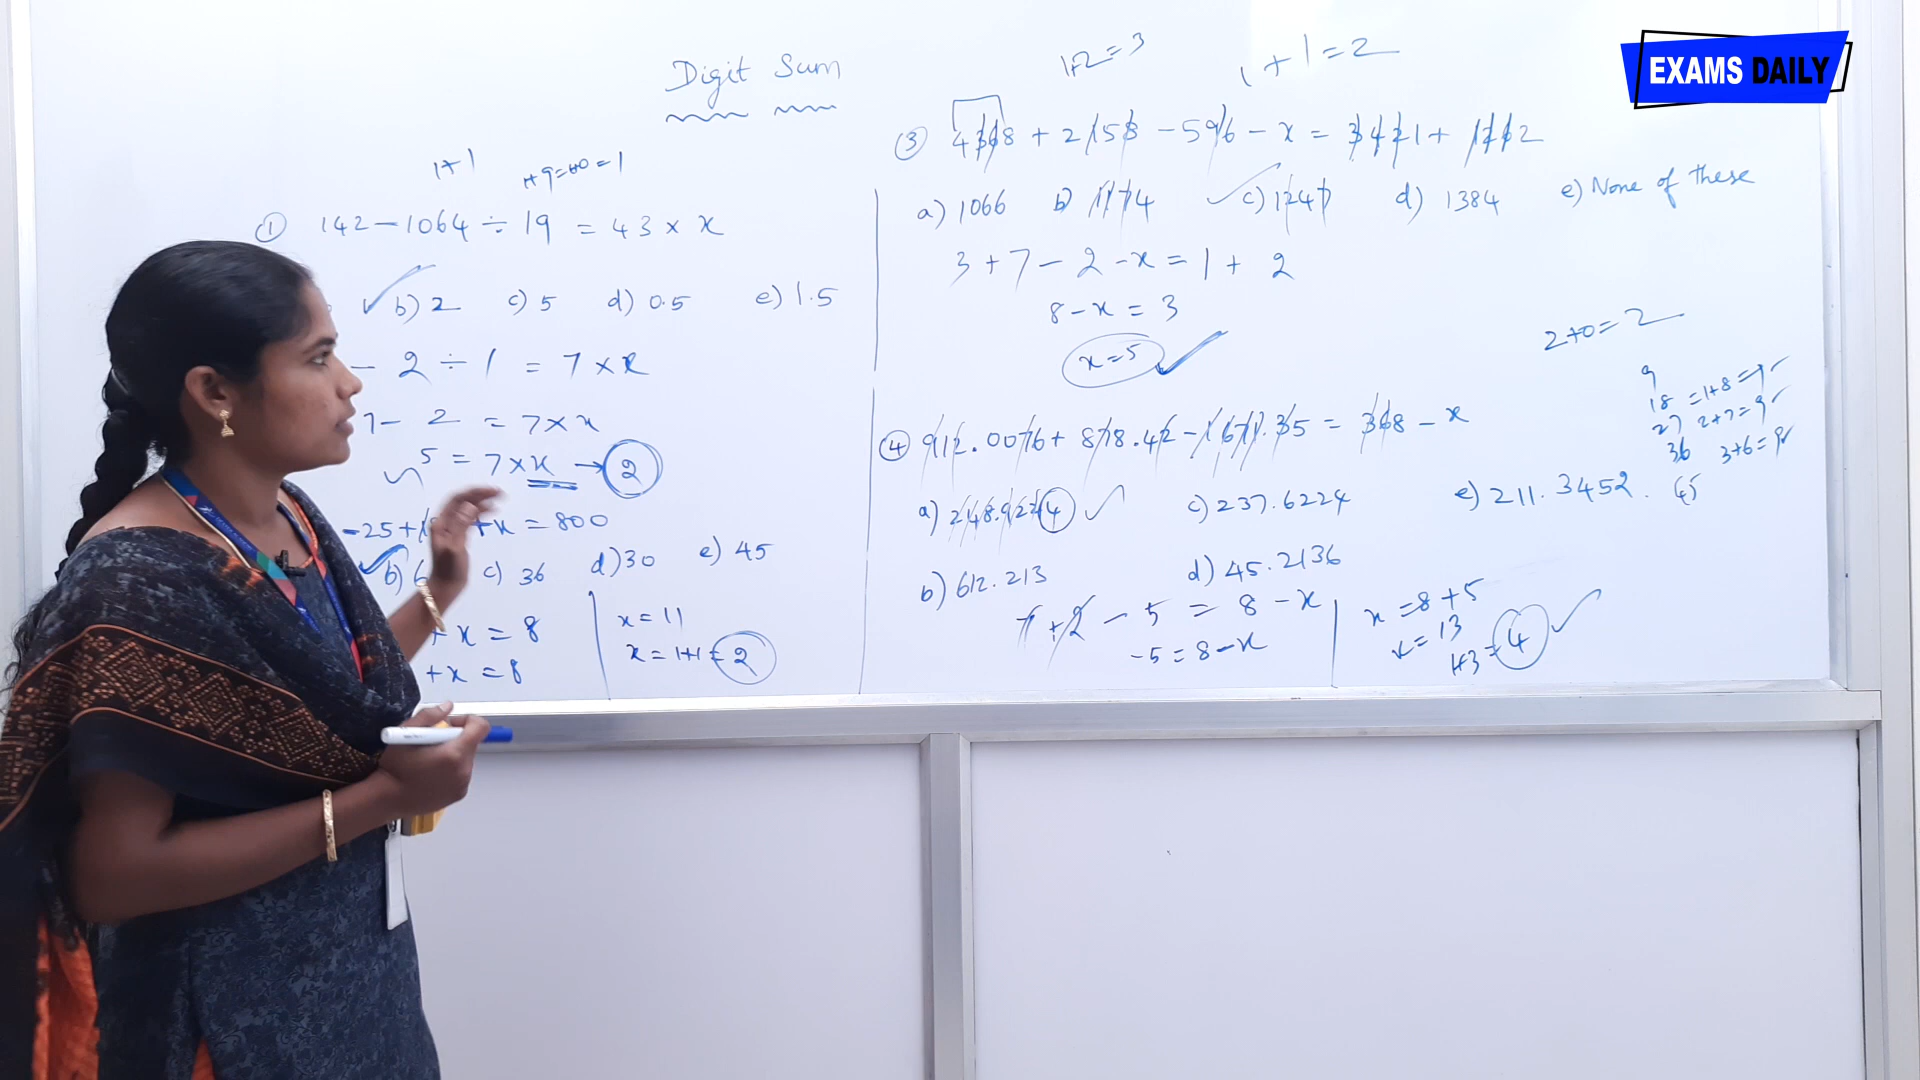 EXAMS DAILY
Digit Sum
1+1
1+9=10=1
① 142-1064÷19 = 43 × x
b) 2 c) 5 d) 0.5 e) 1.5
- 2 ÷ 1 = 7 × x
7 - 2 = 7 × x
5 = 7 × x → 2
-25+ + x = 800
b) 6 c) 36 d) 30 e) 45
+ x = 8
+ x = 8
x = 11
x = 1+1 = 2
1+2=3
1+1=2
③ 4368 + 2158 - 596 - x = 3421 + 1262
a) 1066 b) 1174 c) 1247 d) 1384 e) None of these
3 + 7 - 2 - x = 1 + 2
8 - x = 3
x = 5
2+0=2
9
18 = 1+8 = 9
27 2+7 = 9
36 3+6 = 9
45
④ 912.0076 + 818.42 - 1671.35 = 368 - x
a) 248.9224 c) 237.6224 e) 211.3452.
b) 612.213 d) 45.2136
7 + 2 - 5 = 8 - x
-5 = 8 - x
x = 8 + 5
x = 13
1+3 = 4